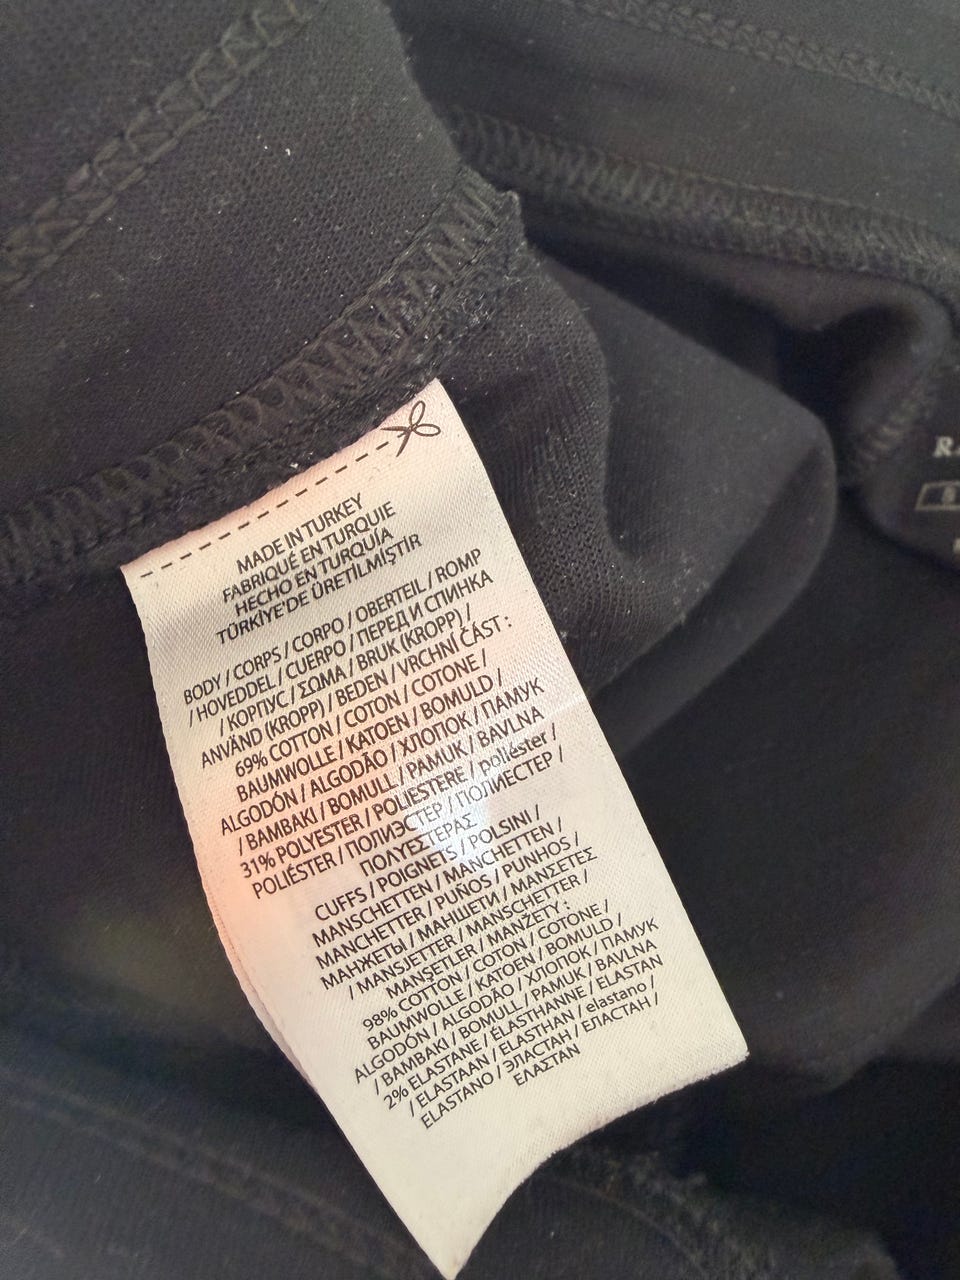 MADE IN TURKEY
FABRIQUÉ EN TURQUIE
HECHO EN TURQUÍA
TÜRKİYE'DE ÜRETİLMİŞTİR
BODY / CORPS / CORPO / OBERTEIL / ROMP
/ HOVEDDEL / CUERPO / ПЕРЕД И СПИНКА
/ КОРПУС / ΣΩΜΑ / BRUK (KROPP) /
ANVÄND (KROPP) / BEDEN / VRCHNÍ ČÁST :
69% COTTON / COTON / COTONE /
BAUMWOLLE / KATOEN / BOMULD /
ALGODÓN / ALGODÃO / ХЛОПОК / ПАМУК
/ BAMBAKI / BOMULL / PAMUK / BAVLNA
31% POLYESTER / POLIESTERE / poliéster /
POLIÉSTER / ПОЛИЭСТЕР / ПОЛИЕСТЕР /
ΠΟΛΥΕΣΤΕΡΑΣ
CUFFS / POIGNETS / POLSINI /
MANSCHETTEN / MANCHETTEN /
MANCHETTER / PUÑOS / PUNHOS /
МАНЖЕТЫ / МАНШЕТИ / ΜΑΝΣΕΤΕΣ
/ MANSJETTER / MANSCHETTER /
MANŞETLER / MANŽETY :
98% COTTON / COTON / COTONE /
BAUMWOLLE / KATOEN / BOMULD /
ALGODÓN / ALGODÃO / ХЛОПОК / ПАМУК
/ BAMBAKI / BOMULL / PAMUK / BAVLNA
2% ELASTANE / ÉLASTHANNE / ELASTAN
/ ELASTAAN / ELASTHAN / elastano /
ELASTANO / ЭЛАСТАН / ЕЛАСТАН /
ΕΛΑΣΤΑΝ